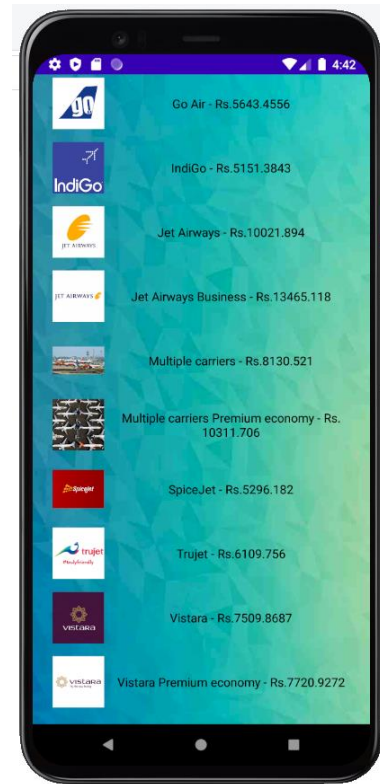 4:42
go
Go Air - Rs.5643.4556
IndiGo
IndiGo - Rs.5151.3843
JET AIRWAYS
Jet Airways - Rs.10021.894
JET AIRWAYS
Jet Airways Business - Rs.13465.118
Multiple carriers - Rs.8130.521
Multiple carriers Premium economy - Rs.
10311.706
SpiceJet
SpiceJet - Rs.5296.182
trujet
Trujet - Rs.6109.756
vistara
Vistara - Rs.7509.8687
vistara
Vistara Premium economy - Rs.7720.9272